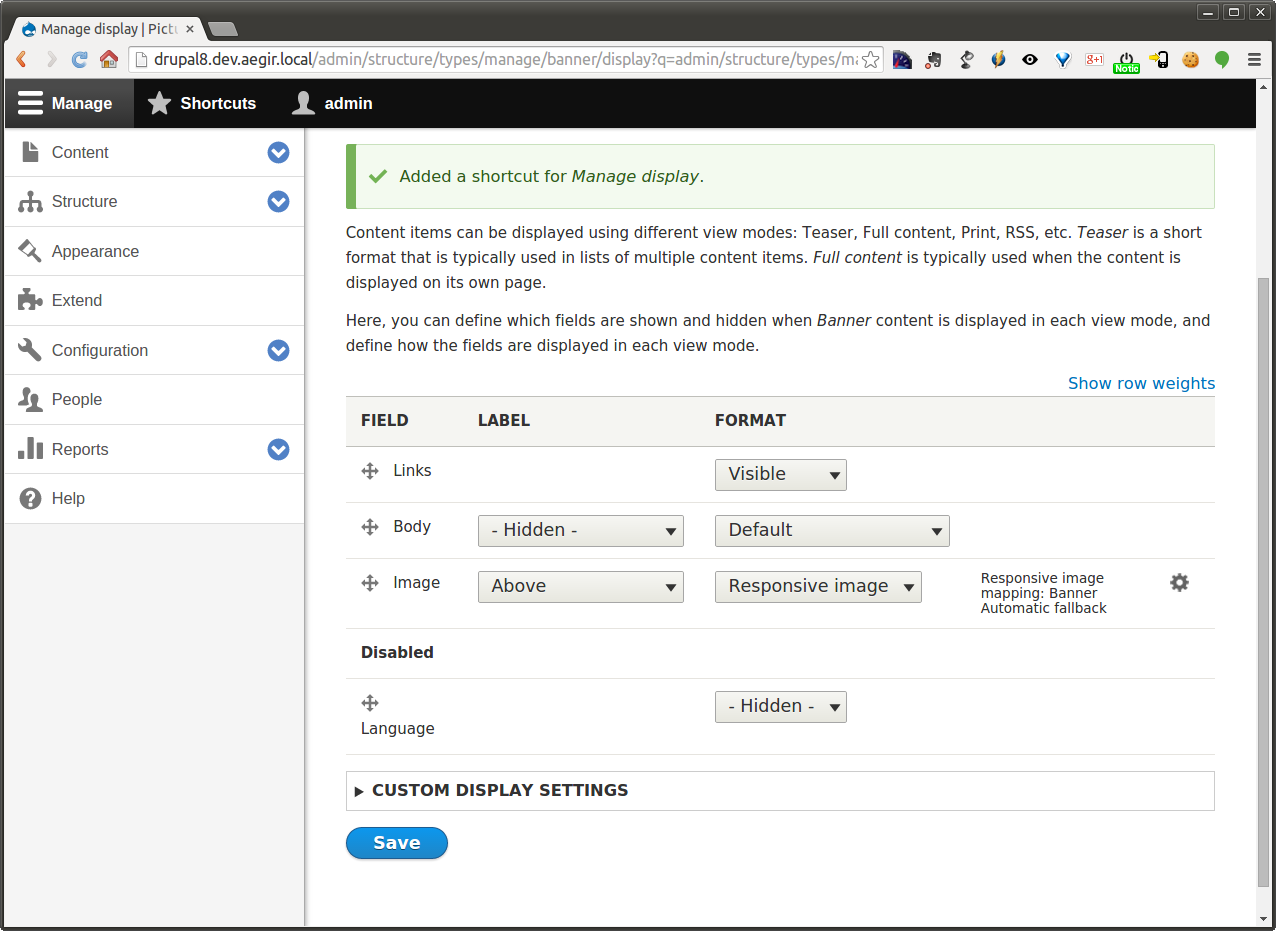 Manage display | Pict
drupal8.dev.aegir.local/admin/structure/types/manage/banner/display?q=admin/structure/types/ma
Notic
Manage
Shortcuts
admin
Content
Structure
Appearance
Extend
Configuration
People
Reports
Help
Added a shortcut for Manage display.
Content items can be displayed using different view modes: Teaser, Full content, Print, RSS, etc. Teaser is a short
format that is typically used in lists of multiple content items. Full content is typically used when the content is
displayed on its own page.
Here, you can define which fields are shown and hidden when Banner content is displayed in each view mode, and
define how the fields are displayed in each view mode.
Show row weights
FIELD LABEL FORMAT
Links Visible
Body - Hidden - Default
Image Above Responsive image
Responsive image
mapping: Banner
Automatic fallback
Disabled
- Hidden -
Language
CUSTOM DISPLAY SETTINGS
Save